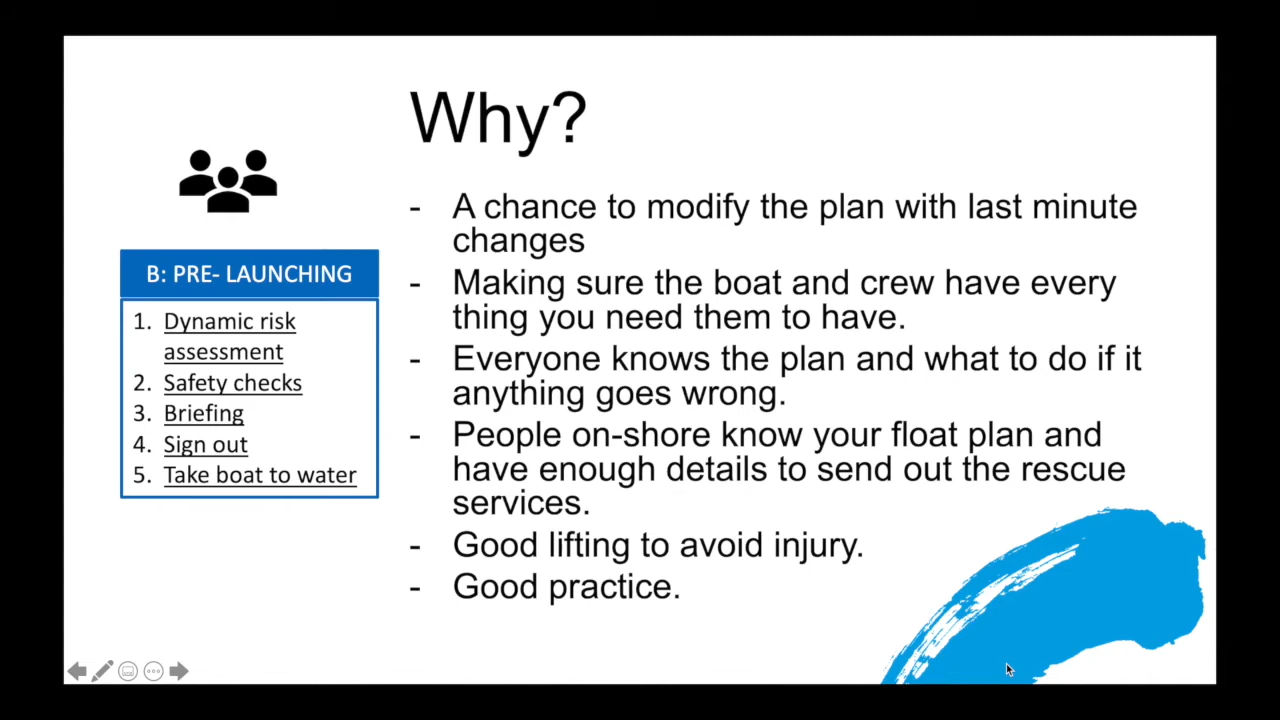 Why?
B: PRE- LAUNCHING
1. Dynamic risk
assessment
2. Safety checks
3. Briefing
4. Sign out
5. Take boat to water
- A chance to modify the plan with last minute
changes
- Making sure the boat and crew have every
thing you need them to have.
- Everyone knows the plan and what to do if it
anything goes wrong.
- People on-shore know your float plan and
have enough details to send out the rescue
services.
- Good lifting to avoid injury.
- Good practice.